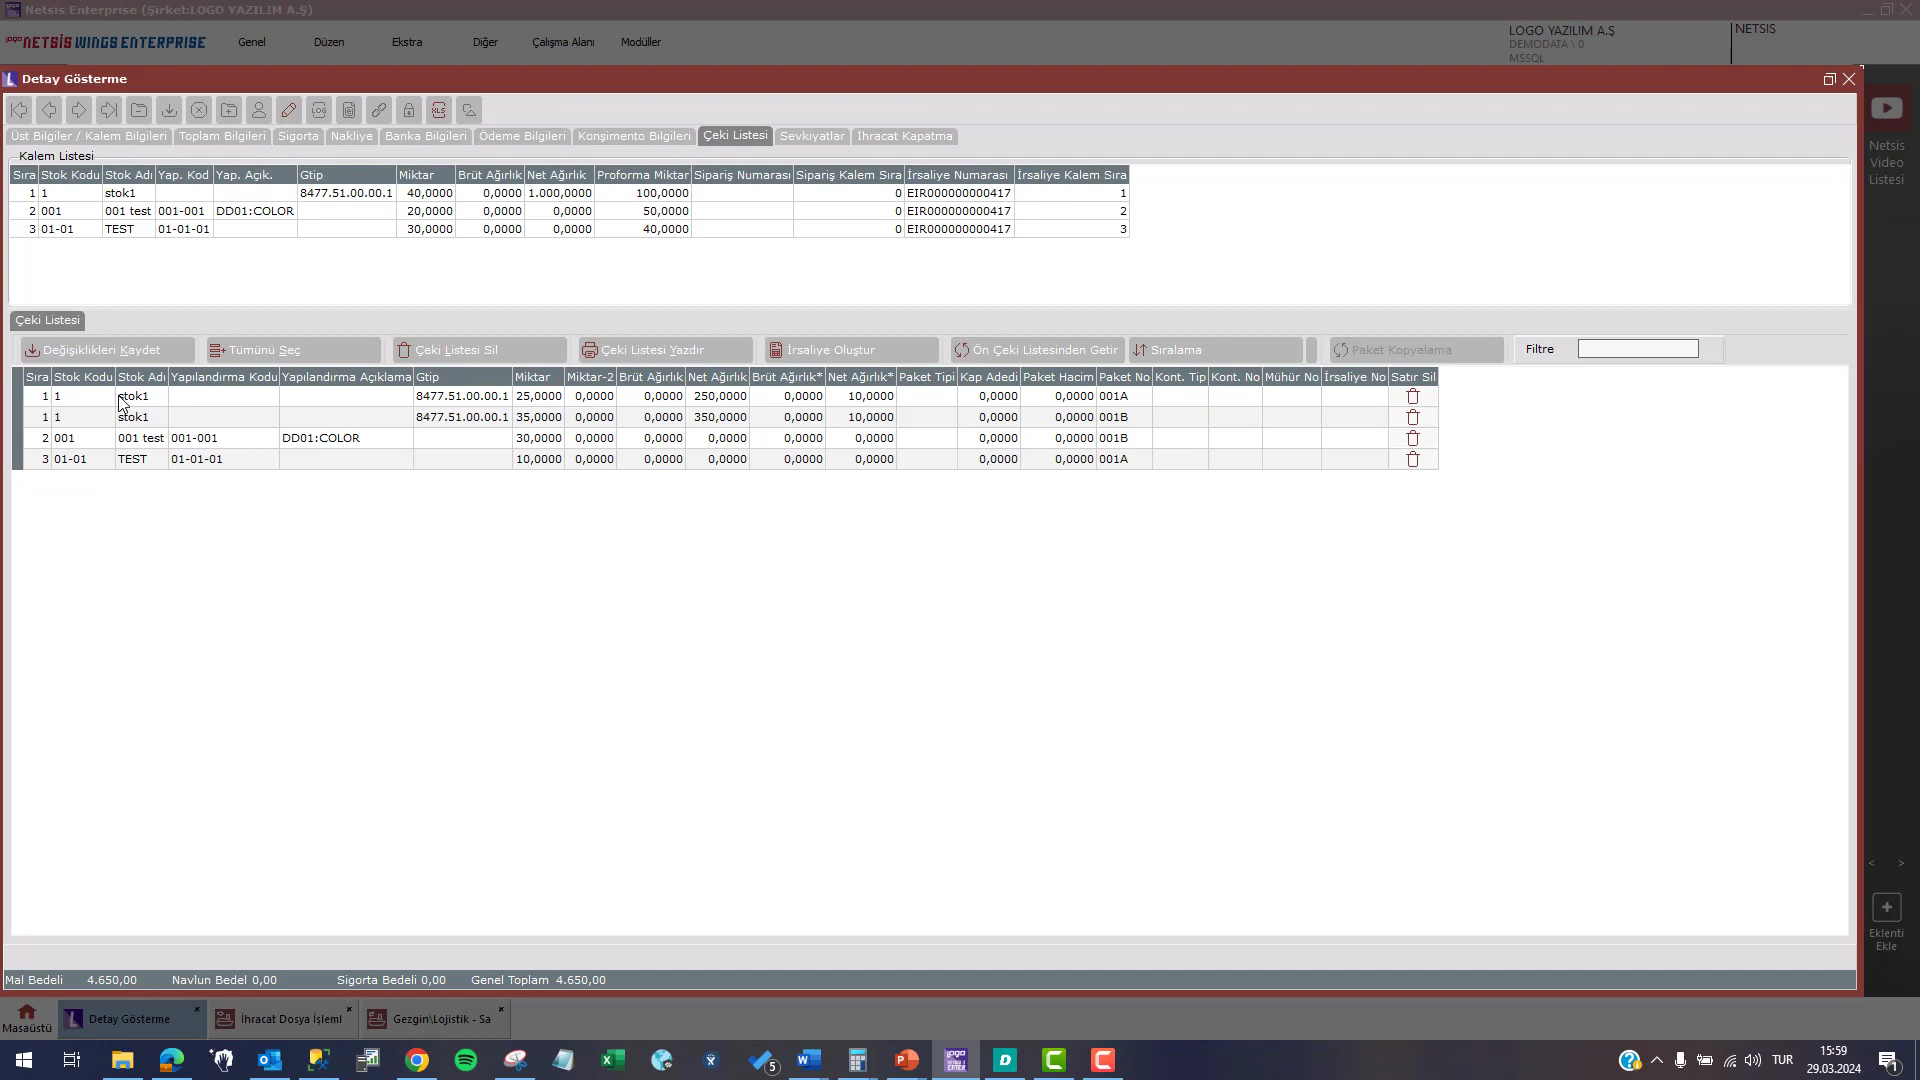 Netsis Enterprise (Şirket:LOGO YAZILIM A.Ş)
logo NETSİS WINGS ENTERPRISE Genel Düzen Ekstra Diğer Çalışma Alanı Modüller
LOGO YAZILIM A.Ş
DEMODATA \ 0
MSSQL
NETSIS
Detay Gösterme
Üst Bilgiler / Kalem Bilgileri Toplam Bilgileri Sigorta Nakliye Banka Bilgileri Ödeme Bilgileri Konşimento Bilgileri Çeki Listesi Sevkiyatlar İhracat Kapatma
Kalem Listesi
Sıra Stok Kodu Stok Adı Yap. Kod Yap. Açık. Gtip Miktar Brüt Ağırlık Net Ağırlık Proforma Miktar Sipariş Numarası Sipariş Kalem Sıra İrsaliye Numarası İrsaliye Kalem Sıra
1 1 stok1 8477.51.00.00.1 40,0000 0,0000 1.000,0000 100,0000 0 EIR000000000417 1
2 001 001 test 001-001 DD01:COLOR 20,0000 0,0000 0,0000 50,0000 0 EIR000000000417 2
3 01-01 TEST 01-01-01 30,0000 0,0000 0,0000 40,0000 0 EIR000000000417 3
Çeki Listesi
Değişiklikleri Kaydet Tümünü Seç Çeki Listesi Sil Çeki Listesi Yazdır İrsaliye Oluştur Ön Çeki Listesinden Getir Sıralama Paket Kopyalama Filtre
Sıra Stok Kodu Stok Adı Yapılandırma Kodu Yapılandırma Açıklama Gtip Miktar Miktar-2 Brüt Ağırlık Net Ağırlık Brüt Ağırlık* Net Ağırlık* Paket Tipi Kap Adedi Paket Hacim Paket No Kont. Tip Kont. No Mühür No İrsaliye No Satır Sil
1 1 stok1 8477.51.00.00.1 25,0000 0,0000 0,0000 250,0000 0,0000 10,0000 0,0000 0,0000 001A
1 1 stok1 8477.51.00.00.1 35,0000 0,0000 0,0000 350,0000 0,0000 10,0000 0,0000 0,0000 001B
2 001 001 test 001-001 DD01:COLOR 30,0000 0,0000 0,0000 0,0000 0,0000 0,0000 0,0000 0,0000 001B
3 01-01 TEST 01-01-01 10,0000 0,0000 0,0000 0,0000 0,0000 0,0000 0,0000 0,0000 001A
Netsis
Video
Listesi
Eklenti
Ekle
Mal Bedeli 4.650,00 Navlun Bedel 0,00 Sigorta Bedeli 0,00 Genel Toplam 4.650,00
Masaüstü Detay Gösterme İhracat Dosya İşleml Gezgin\Lojistik - Sa
TUR
15:59
29.03.2024